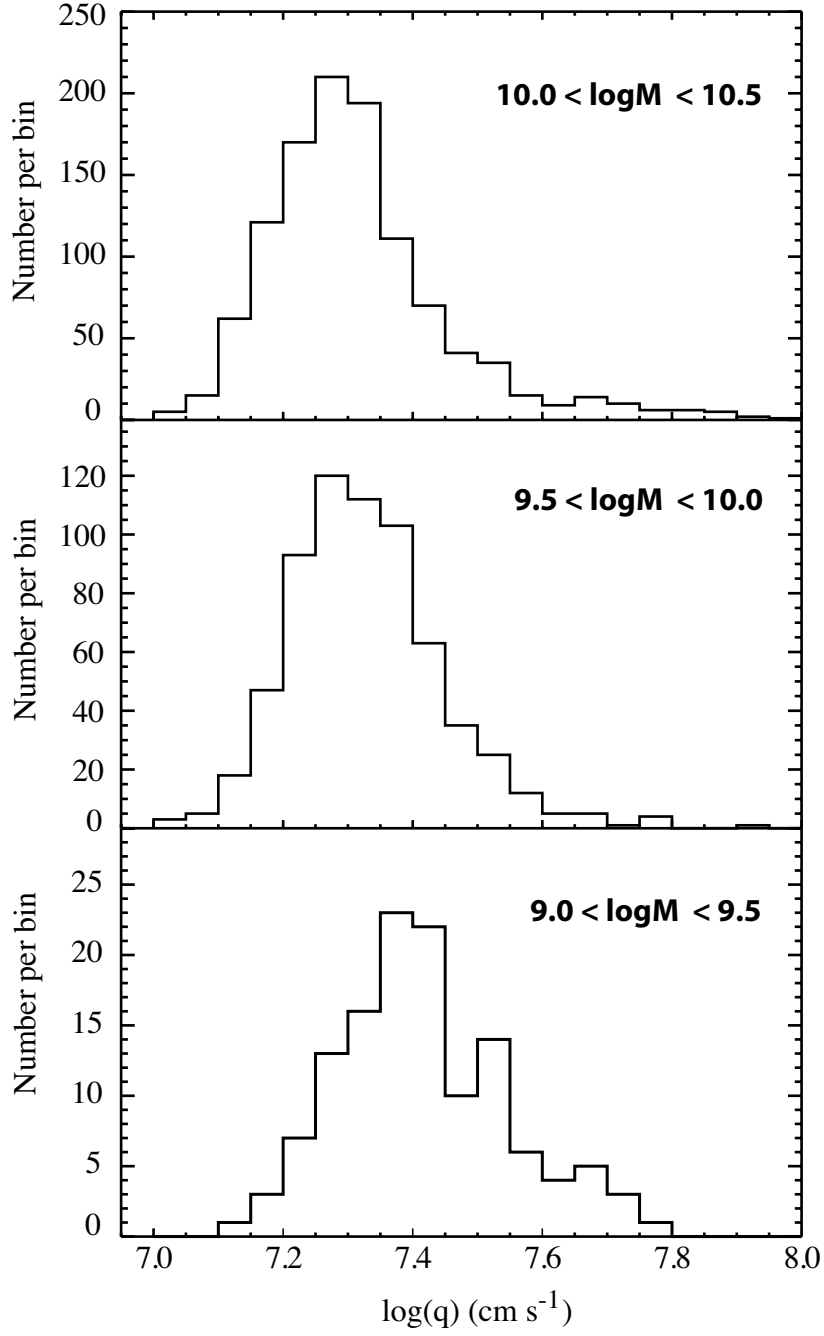 250
200
150
100
50
0
Number per bin
10.0 < logM < 10.5
120
100
80
60
40
20
0
Number per bin
9.5 < logM < 10.0
25
20
15
10
5
0
Number per bin
9.0 < logM < 9.5
7.0 7.2 7.4 7.6 7.8 8.0
log(q) (cm s⁻¹)